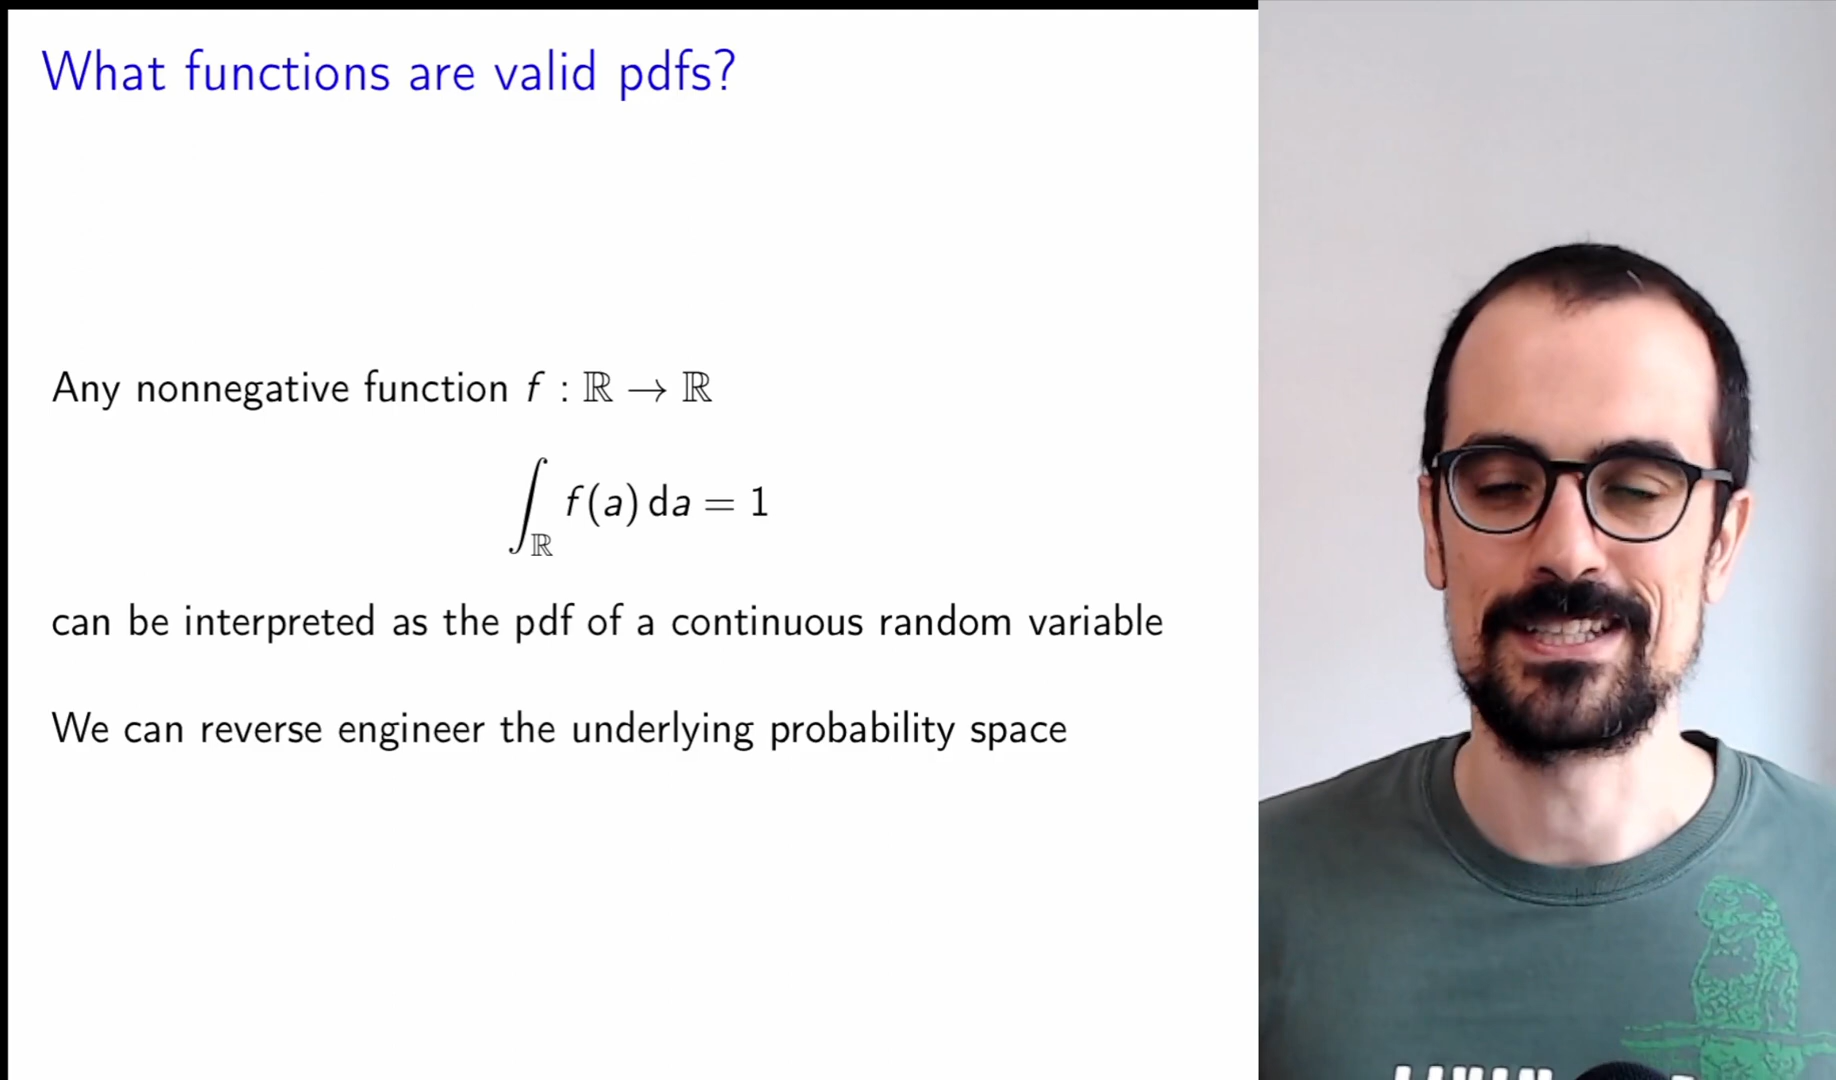 What functions are valid pdfs?
Any nonnegative function f : ℝ → ℝ
∫_ℝ f(a) da = 1
can be interpreted as the pdf of a continuous random variable
We can reverse engineer the underlying probability space